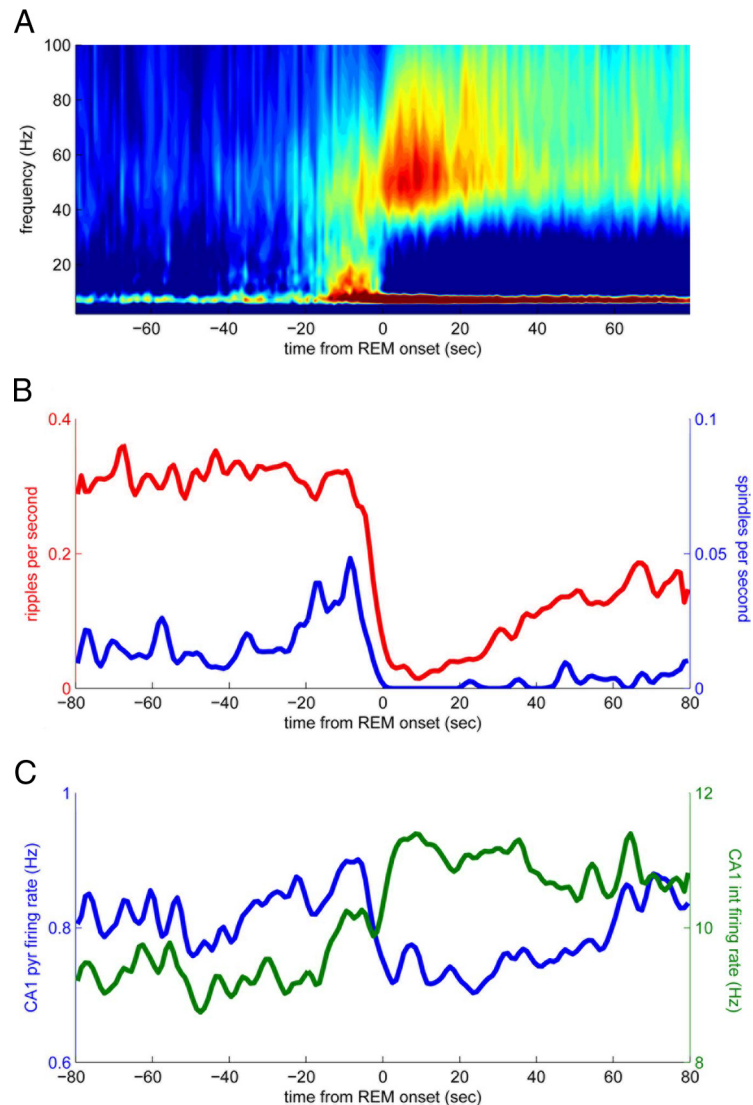 A
100
80
60
40
20
frequency (Hz)
−60 −40 −20 0 20 40 60
time from REM onset (sec)
B
0.4
0.2
0
ripples per second
0.1
0.05
0
spindles per second
−80 −60 −40 −20 0 20 40 60 80
time from REM onset (sec)
C
1
0.8
0.6
CA1 pyr firing rate (Hz)
12
10
8
CA1 int firing rate
(Hz)
−80 −60 −40 −20 0 20 40 60 80
time from REM onset (sec)